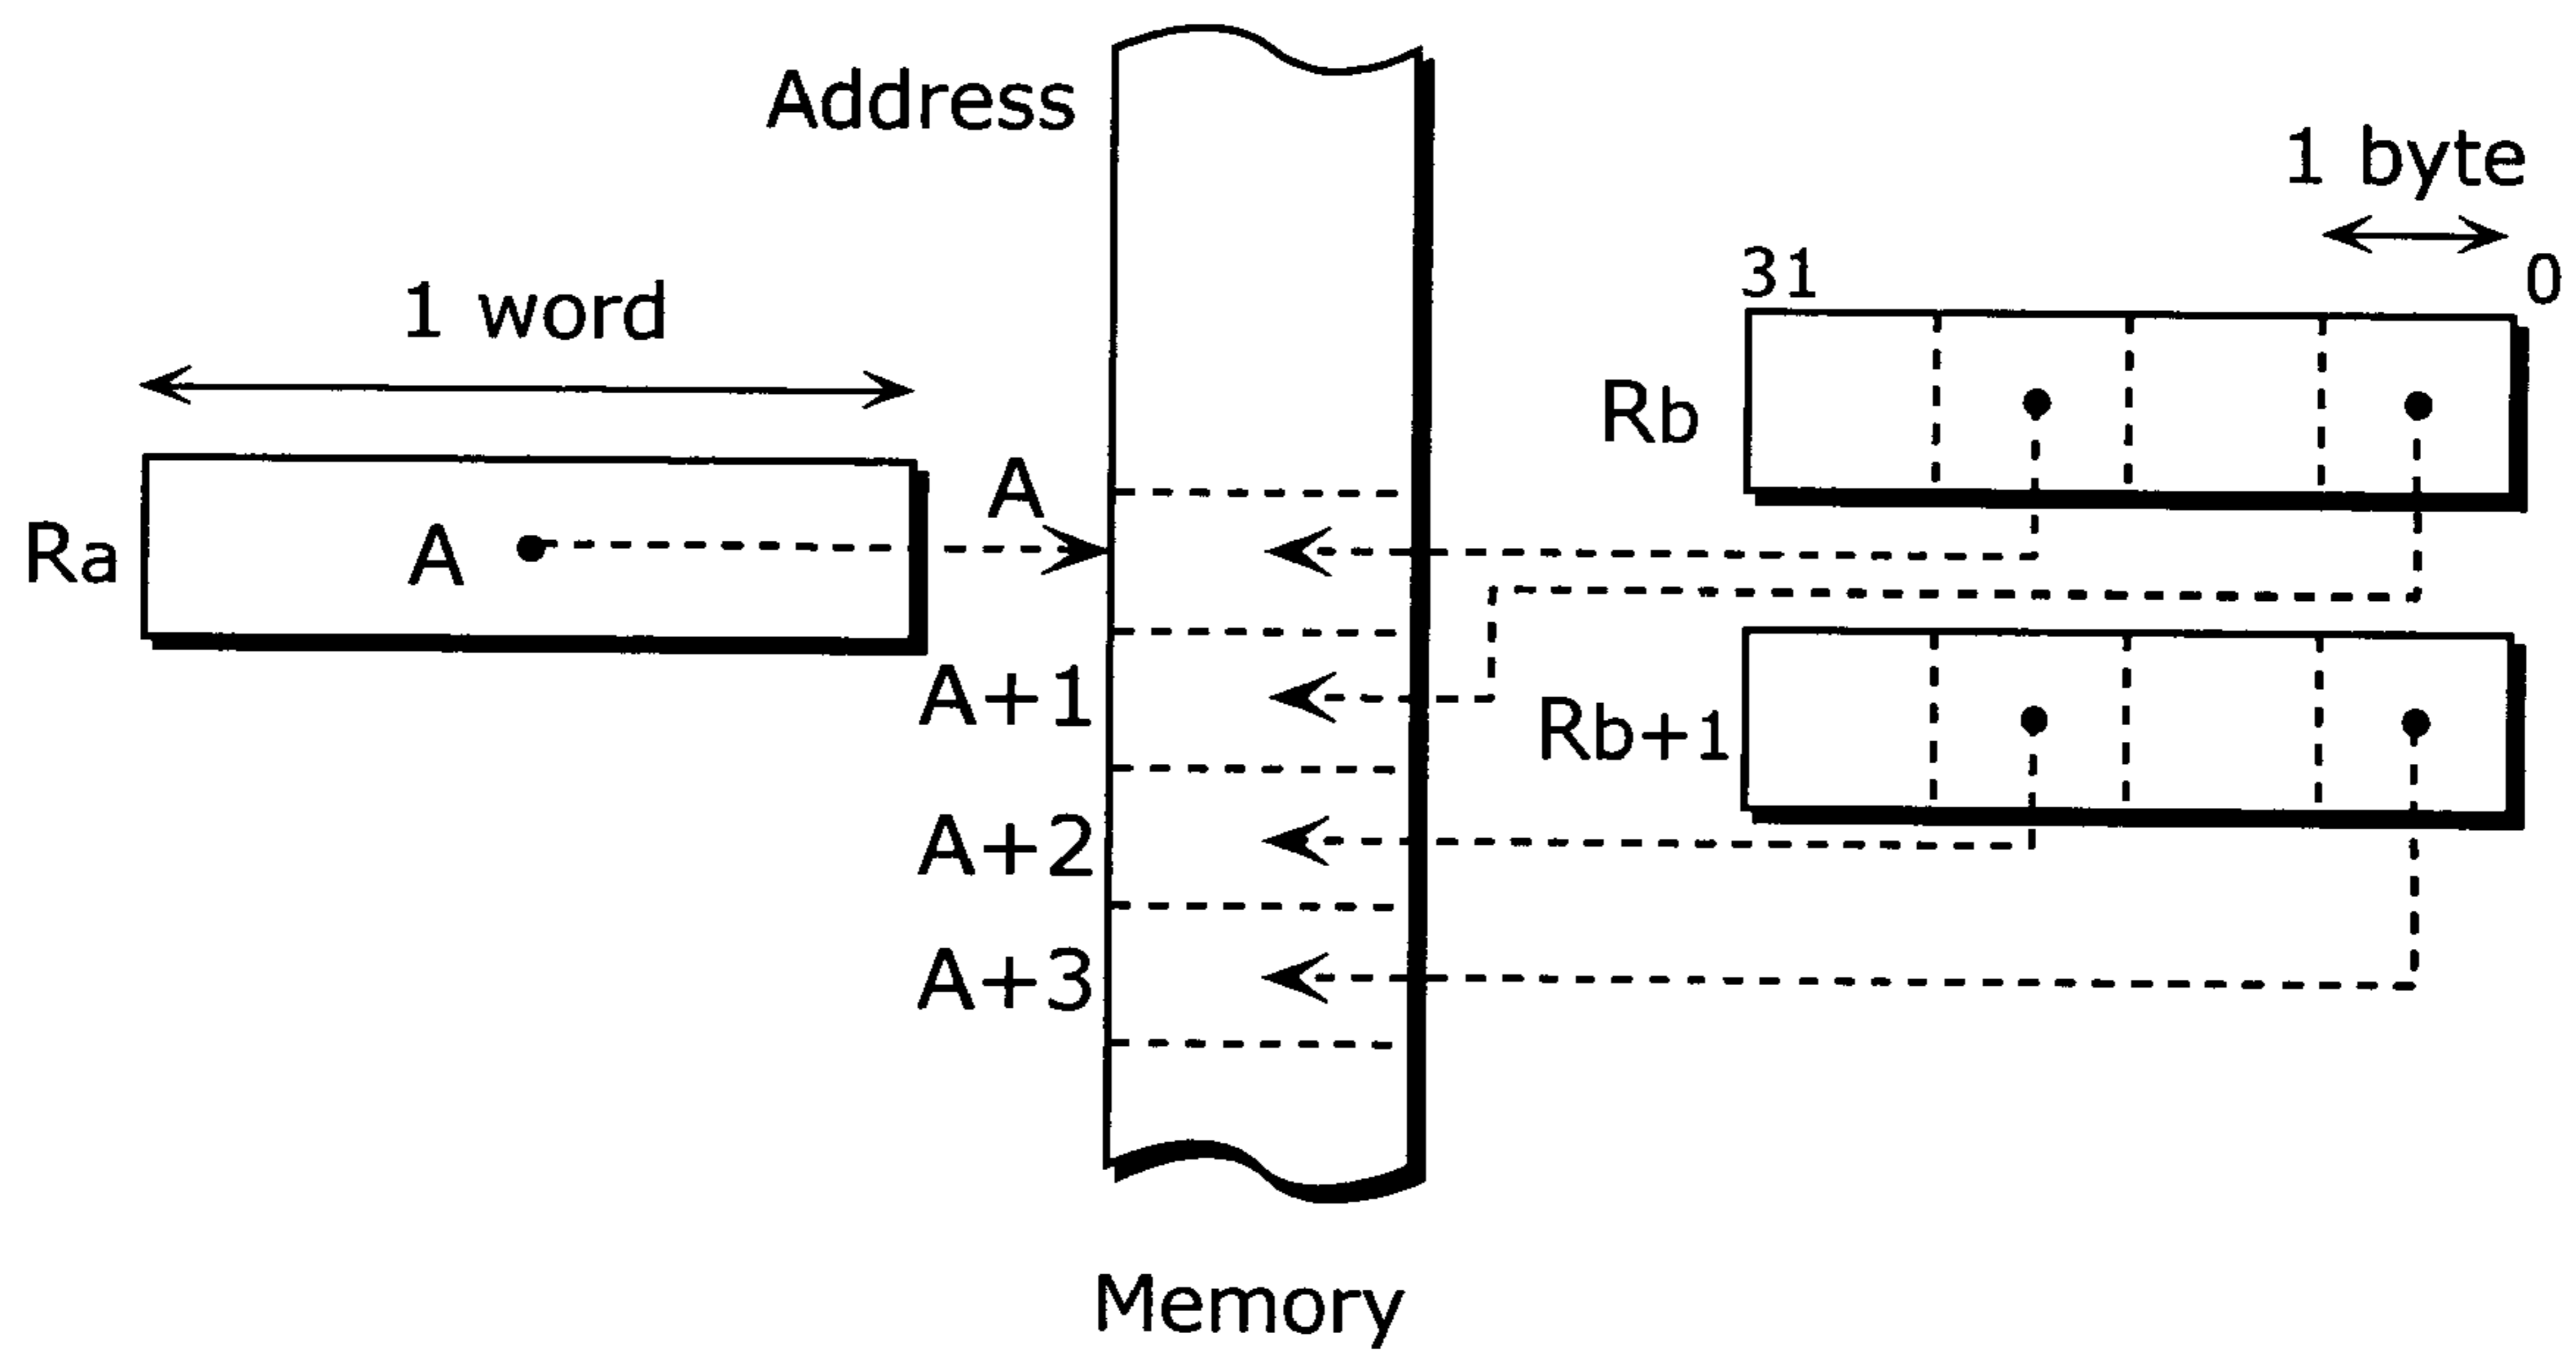 Address
1 byte
31
0
1 word
Rb
A
Ra
A
A+1
Rb+1
A+2
A+3
Memory